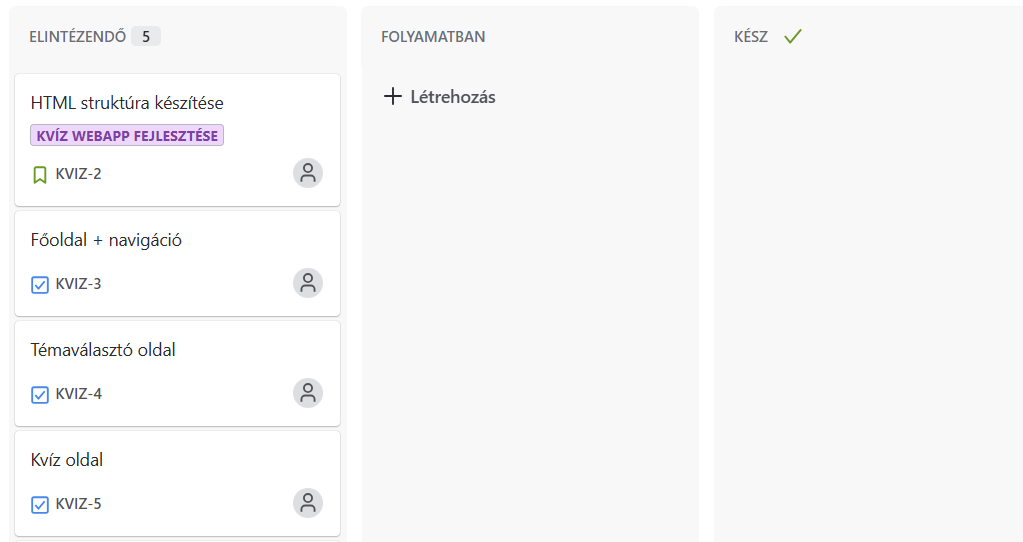 ELINTÉZENDŐ 5
HTML struktúra készítése
KVÍZ WEBAPP FEJLESZTÉSE
KVIZ-2
Főoldal + navigáció
KVIZ-3
Témaválasztó oldal
KVIZ-4
Kvíz oldal
KVIZ-5
FOLYAMATBAN
Létrehozás
KÉSZ